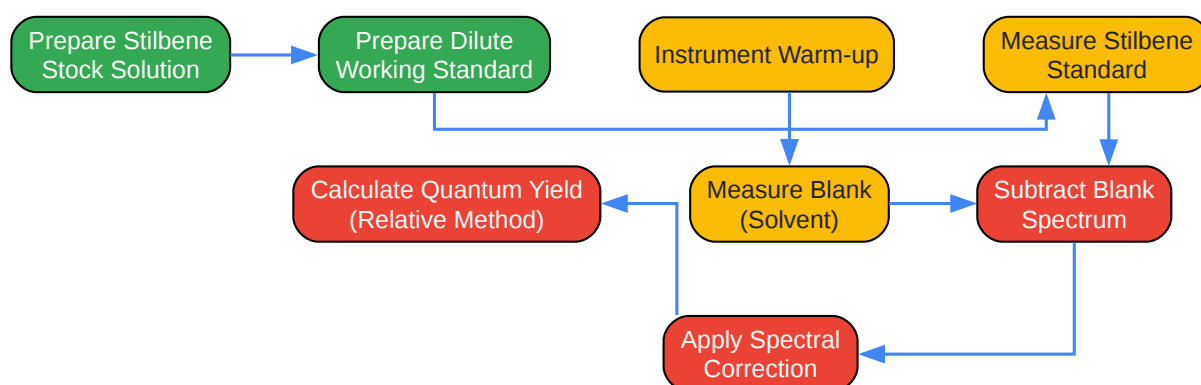 Prepare Stilbene
Stock Solution
Prepare Dilute
Working Standard
Instrument Warm-up
Measure Stilbene
Standard
Calculate Quantum Yield
(Relative Method)
Measure Blank
(Solvent)
Subtract Blank
Spectrum
Apply Spectral
Correction